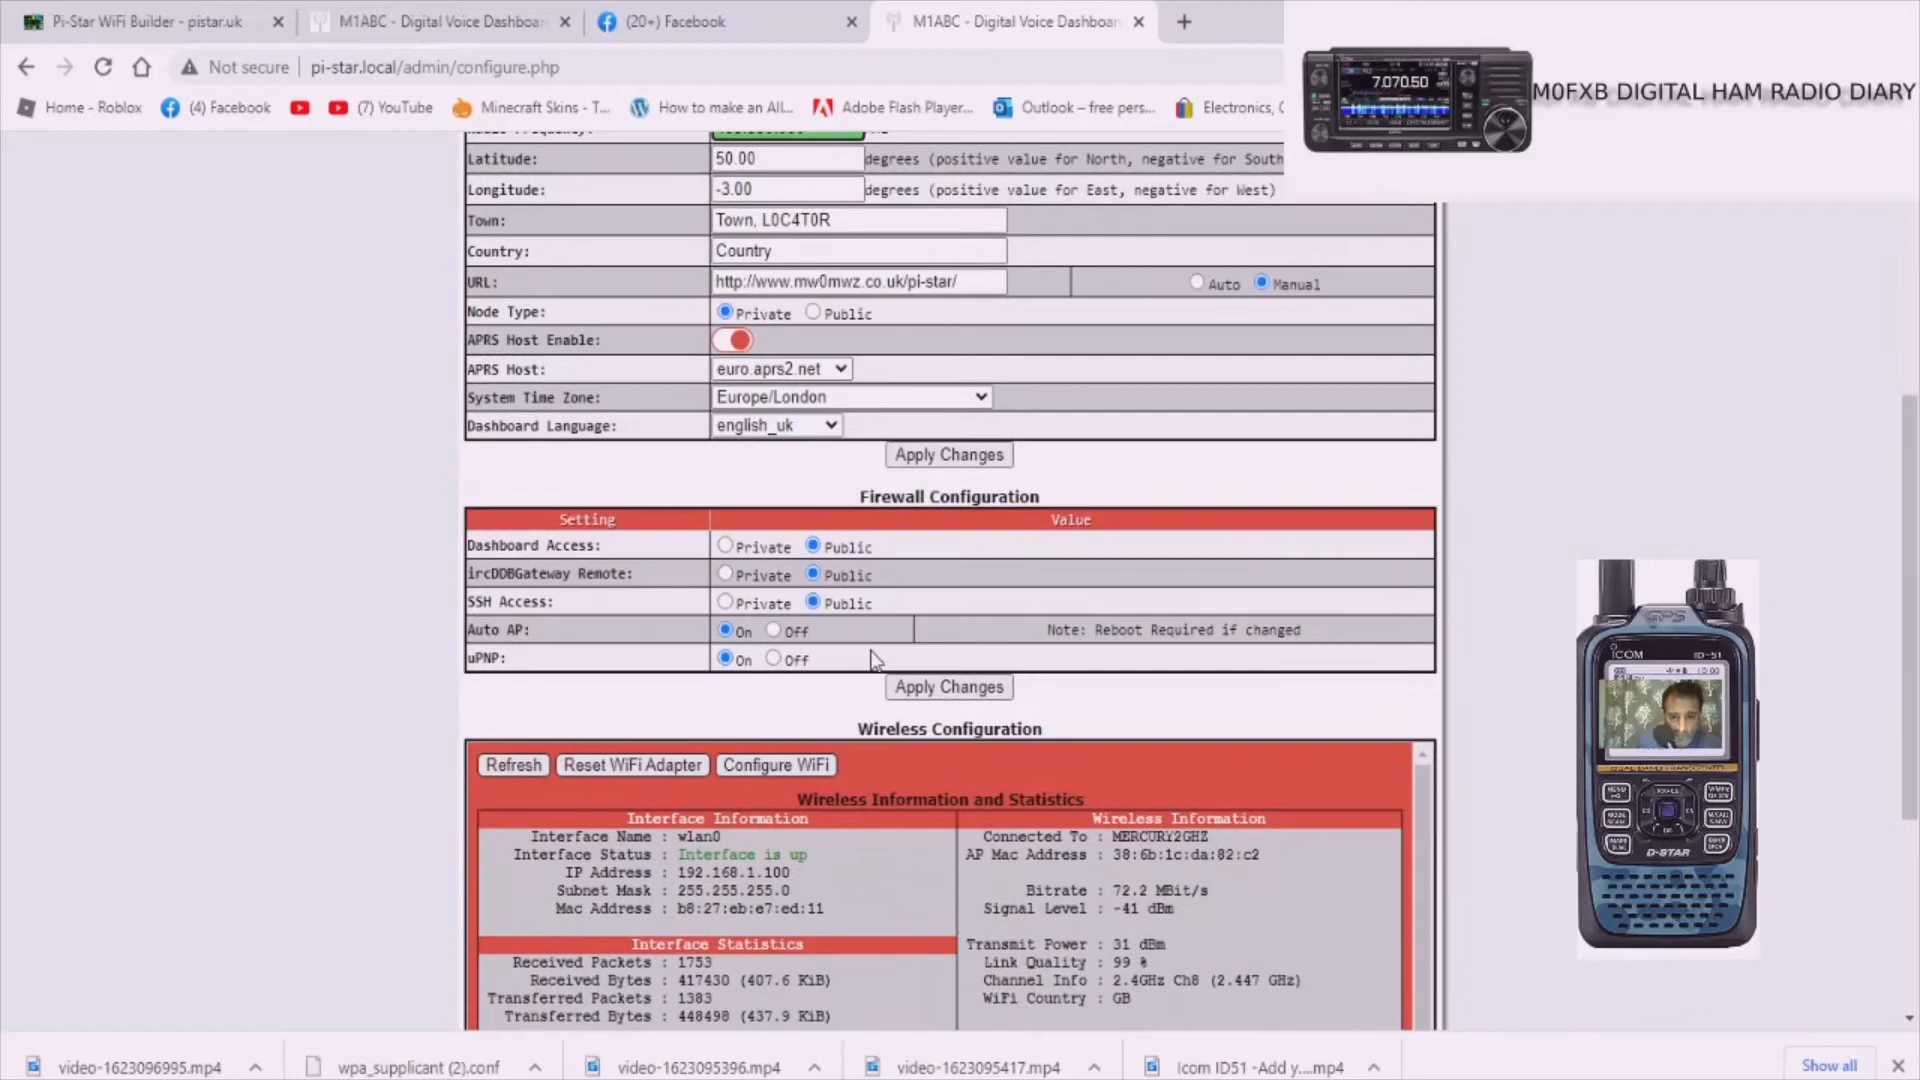 Pi-Star WiFi Builder - pistar.uk
M1ABC - Digital Voice Dashboar
(20+) Facebook
M1ABC - Digital Voice Dashboar
Not secure
pi-star.local/admin/configure.php
Home - Roblox
(4) Facebook
(7) YouTube
Minecraft Skins - T...
How to make an All...
Adobe Flash Player...
Outlook – free pers...
Electronics, C
7.070.50
M0FXB DIGITAL HAM RADIO DIARY
Latitude: 50.00 degrees (positive value for North, negative for South
Longitude: -3.00 degrees (positive value for East, negative for West)
Town: Town, L0C4T0R
Country: Country
URL: http://www.mw0mwz.co.uk/pi-star/ Auto Manual
Node Type: Private Public
APRS Host Enable:
APRS Host: euro.aprs2.net
System Time Zone: Europe/London
Dashboard Language: english_uk
Apply Changes
Firewall Configuration
Setting Value
Dashboard Access: Private Public
ircDDBGateway Remote: Private Public
SSH Access: Private Public
Auto AP: On Off Note: Reboot Required if changed
uPNP: On Off
Apply Changes
Wireless Configuration
Refresh Reset WiFi Adapter Configure WiFi
Wireless Information and Statistics
Interface Information
Interface Name : wlan0
Interface Status : Interface is up
IP Address : 192.168.1.100
Subnet Mask : 255.255.255.0
Mac Address : b8:27:eb:e7:ed:11
Interface Statistics
Received Packets : 1753
Received Bytes : 417430 (407.6 KiB)
Transferred Packets : 1383
Transferred Bytes : 448498 (437.9 KiB)
Wireless Information
Connected To : MERCURY2GHZ
AP Mac Address : 38:6b:1c:da:82:c2
Bitrate : 72.2 MBit/s
Signal Level : -41 dBm
Transmit Power : 31 dBm
Link Quality : 99 %
Channel Info : 2.4GHz Ch8 (2.447 GHz)
WiFi Country : GB
GPS
ICOM ID-51
D-STAR
video-1623096995.mp4
wpa_supplicant (2).conf
video-1623095396.mp4
video-1623095417.mp4
Icom ID51 -Add y....mp4
Show all